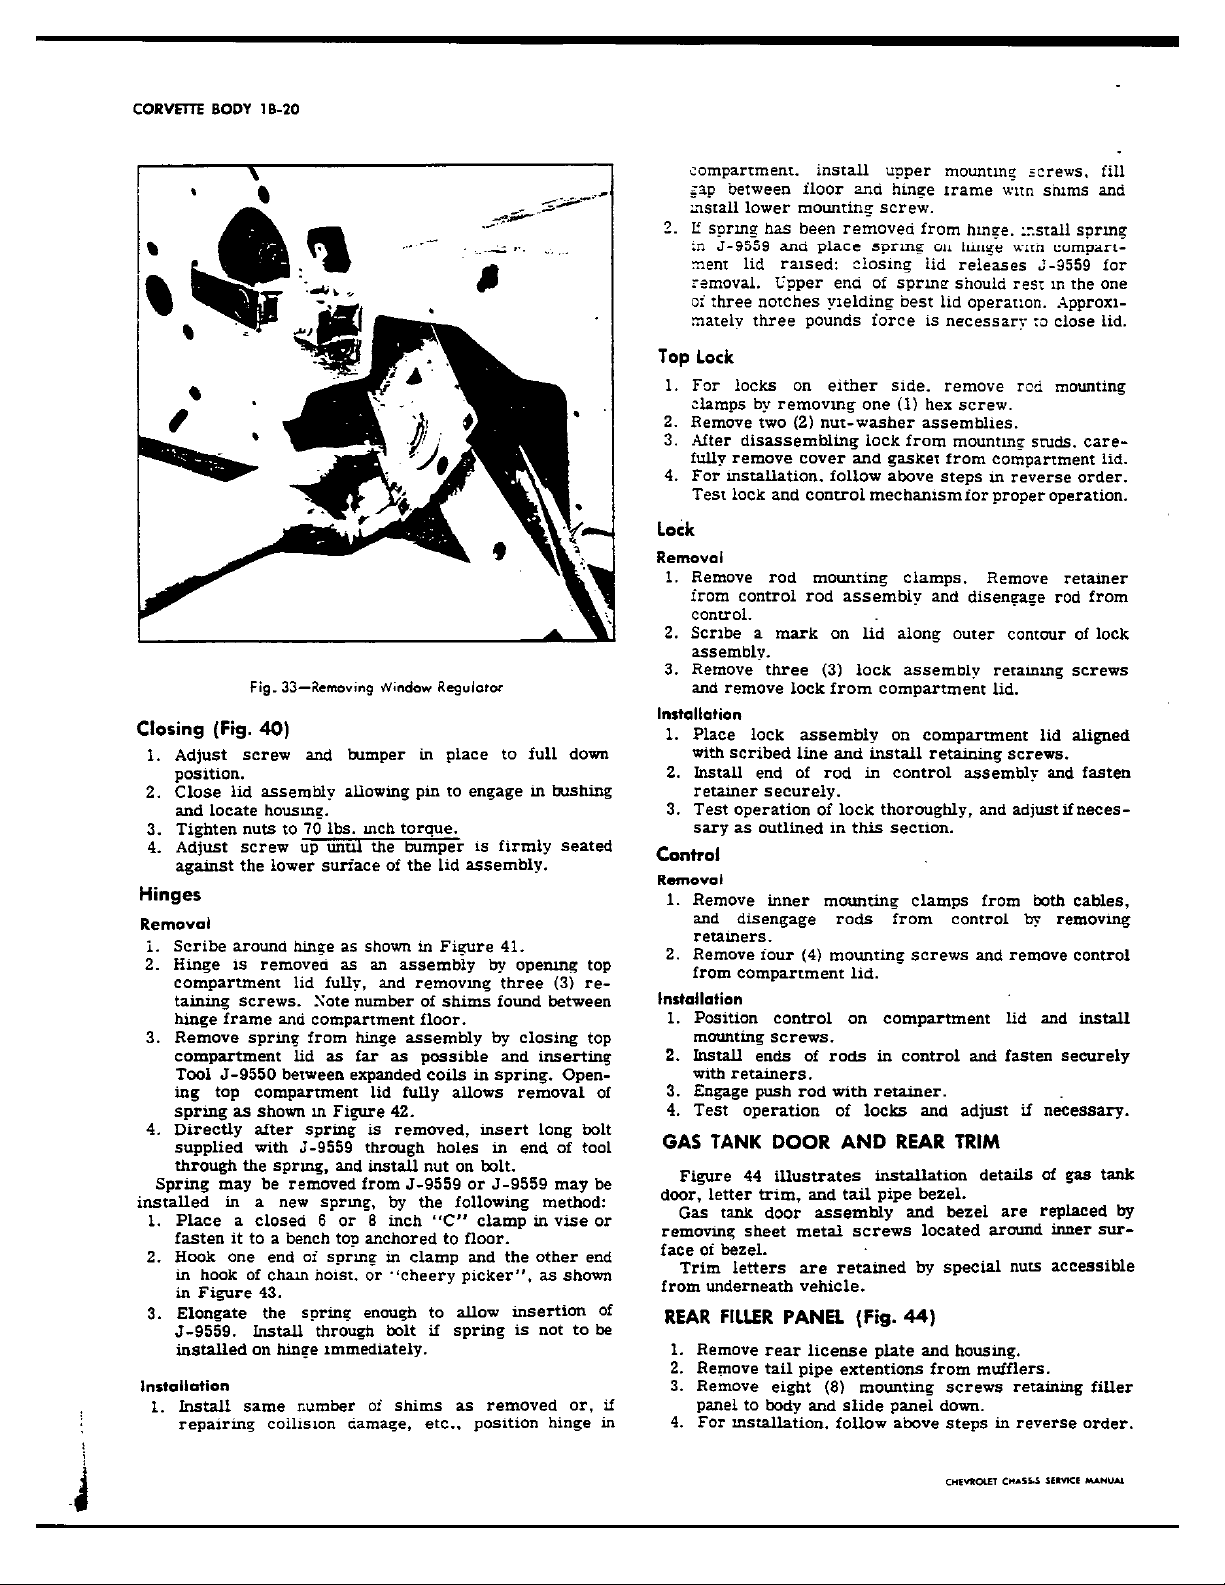 CORVETTE BODY 1B-20
Fig. 33—Removing Window Regulator
Closing (Fig. 40)
1. Adjust screw and bumper in place to full down
position.
2. Close lid assembly allowing pin to engage in bushing
and locate housing.
3. Tighten nuts to 70 lbs. inch torque.
4. Adjust screw up until the bumper is firmly seated
against the lower surface of the lid assembly.
Hinges
Removal
1. Scribe around hinge as shown in Figure 41.
2. Hinge is removed as an assembly by opening top
compartment lid fully, and removing three (3) re-
taining screws. Note number of shims found between
hinge frame and compartment floor.
3. Remove spring from hinge assembly by closing top
compartment lid as far as possible and inserting
Tool J-9550 between expanded coils in spring. Open-
ing top compartment lid fully allows removal of
spring as shown in Figure 42.
4. Directly after spring is removed, insert long bolt
supplied with J-9559 through holes in end of tool
through the spring, and install nut on bolt.
Spring may be removed from J-9559 or J-9559 may be
installed in a new spring, by the following method:
1. Place a closed 6 or 8 inch "C" clamp in vise or
fasten it to a bench top anchored to floor.
2. Hook one end of spring in clamp and the other end
in hook of chain hoist, or "cheery picker", as shown
in Figure 43.
3. Elongate the spring enough to allow insertion of
J-9559. Install through bolt if spring is not to be
installed on hinge immediately.
Installation
1. Install same number of shims as removed or, if
repairing collision damage, etc., position hinge in
compartment, install upper mounting screws, fill
gap between floor and hinge frame with shims and
install lower mounting screw.
2. If spring has been removed from hinge, install spring
in J-9559 and place spring on hinge with compart-
ment lid raised; closing lid releases J-9559 for
removal. Upper end of spring should rest in the one
of three notches yielding best lid operation. Approxi-
mately three pounds force is necessary to close lid.
Top Lock
1. For locks on either side, remove rod mounting
clamps by removing one (1) hex screw.
2. Remove two (2) nut-washer assemblies.
3. After disassembling lock from mounting studs, care-
fully remove cover and gasket from compartment lid.
4. For installation, follow above steps in reverse order.
Test lock and control mechanism for proper operation.
Lock
Removal
1. Remove rod mounting clamps. Remove retainer
from control rod assembly and disengage rod from
control.
2. Scribe a mark on lid along outer contour of lock
assembly.
3. Remove three (3) lock assembly retaining screws
and remove lock from compartment lid.
Installation
1. Place lock assembly on compartment lid aligned
with scribed line and install retaining screws.
2. Install end of rod in control assembly and fasten
retainer securely.
3. Test operation of lock thoroughly, and adjust if neces-
sary as outlined in this section.
Control
Removal
1. Remove inner mounting clamps from both cables,
and disengage rods from control by removing
retainers.
2. Remove four (4) mounting screws and remove control
from compartment lid.
Installation
1. Position control on compartment lid and install
mounting screws.
2. Install ends of rods in control and fasten securely
with retainers.
3. Engage push rod with retainer.
4. Test operation of locks and adjust if necessary.
GAS TANK DOOR AND REAR TRIM
Figure 44 illustrates installation details of gas tank
door, letter trim, and tail pipe bezel.
Gas tank door assembly and bezel are replaced by
removing sheet metal screws located around inner sur-
face of bezel.
Trim letters are retained by special nuts accessible
from underneath vehicle.
REAR FILLER PANEL (Fig. 44)
1. Remove rear license plate and housing.
2. Remove tail pipe extentions from mufflers.
3. Remove eight (8) mounting screws retaining filler
panel to body and slide panel down.
4. For installation, follow above steps in reverse order.
CHEVROLET CHASSIS SERVICE MANUAL